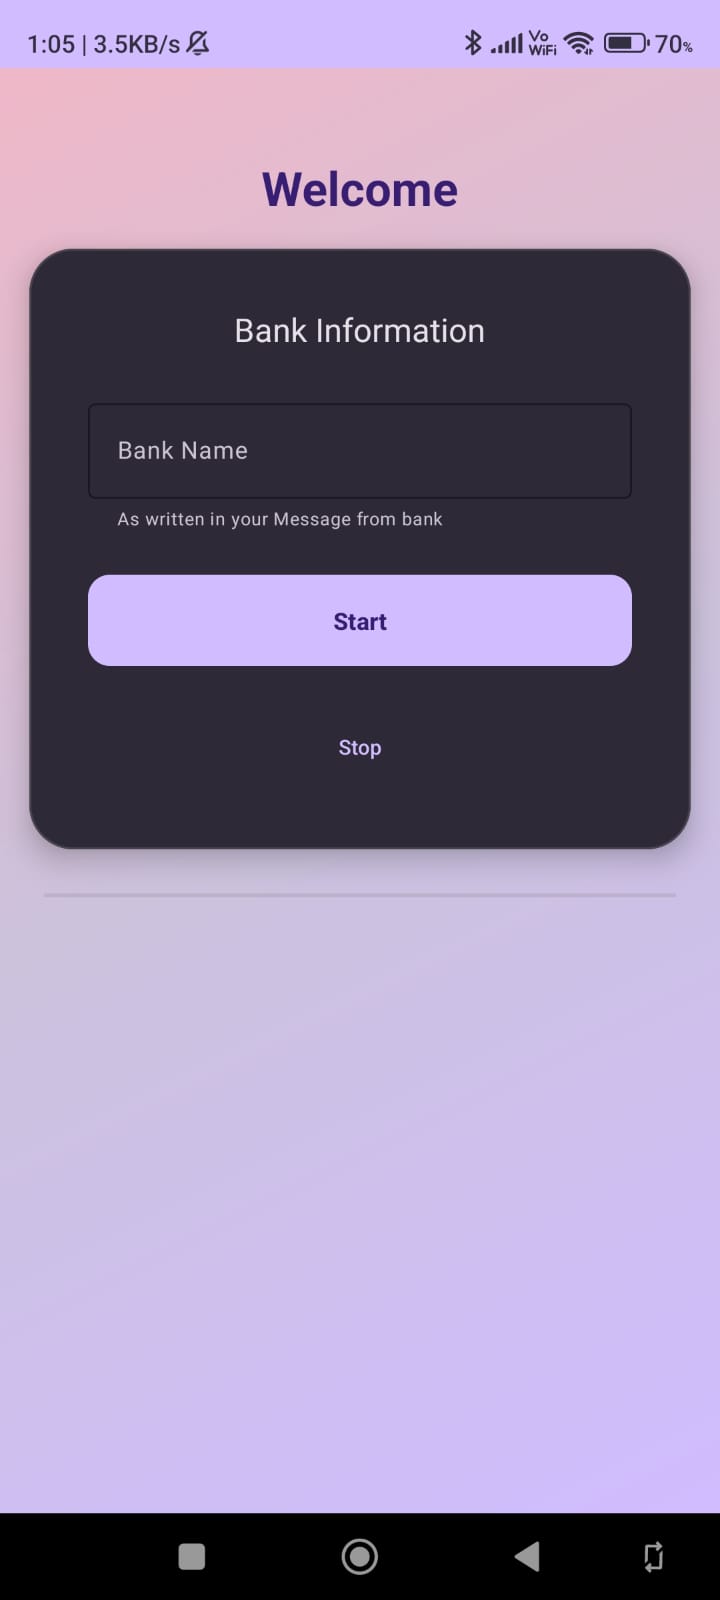 1:05 | 3.5KB/s Vo WiFi 70%
Welcome
Bank Information
Bank Name
As written in your Message from bank
Start
Stop